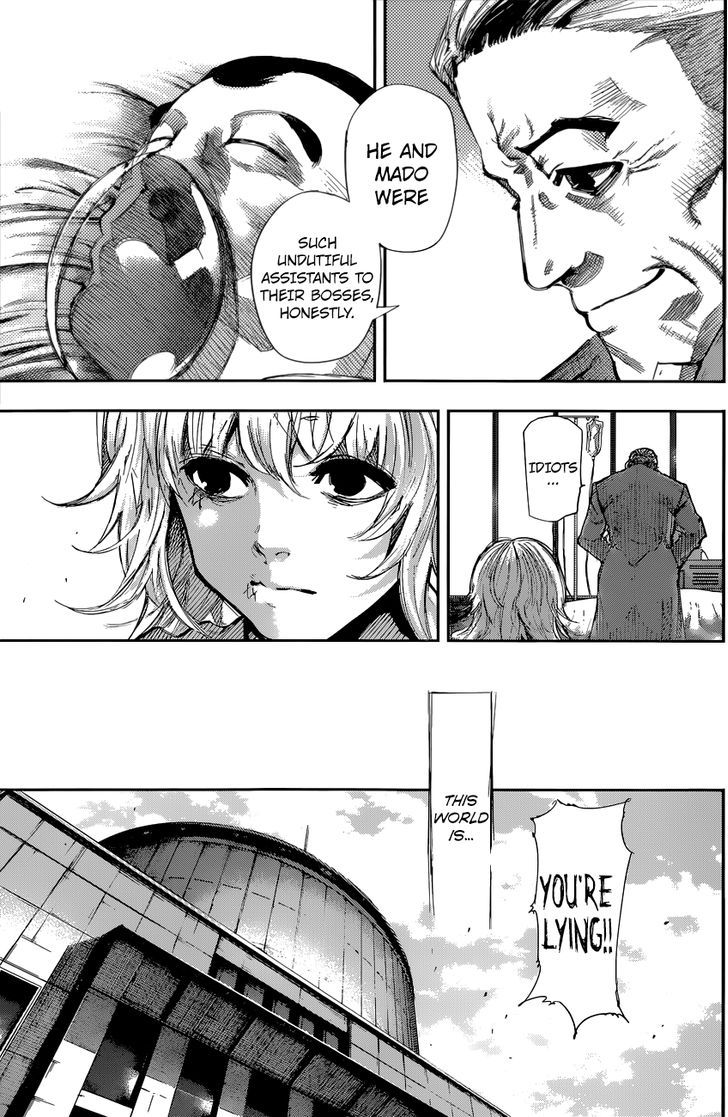 HE AND
MADO
WERE
SUCH
UNDUTIFUL
ASSISTANTS TO
THEIR BOSSES,
HONESTLY.
IDIOTS
...
THIS
WORLD
IS...
YOU'RE
LYING!!